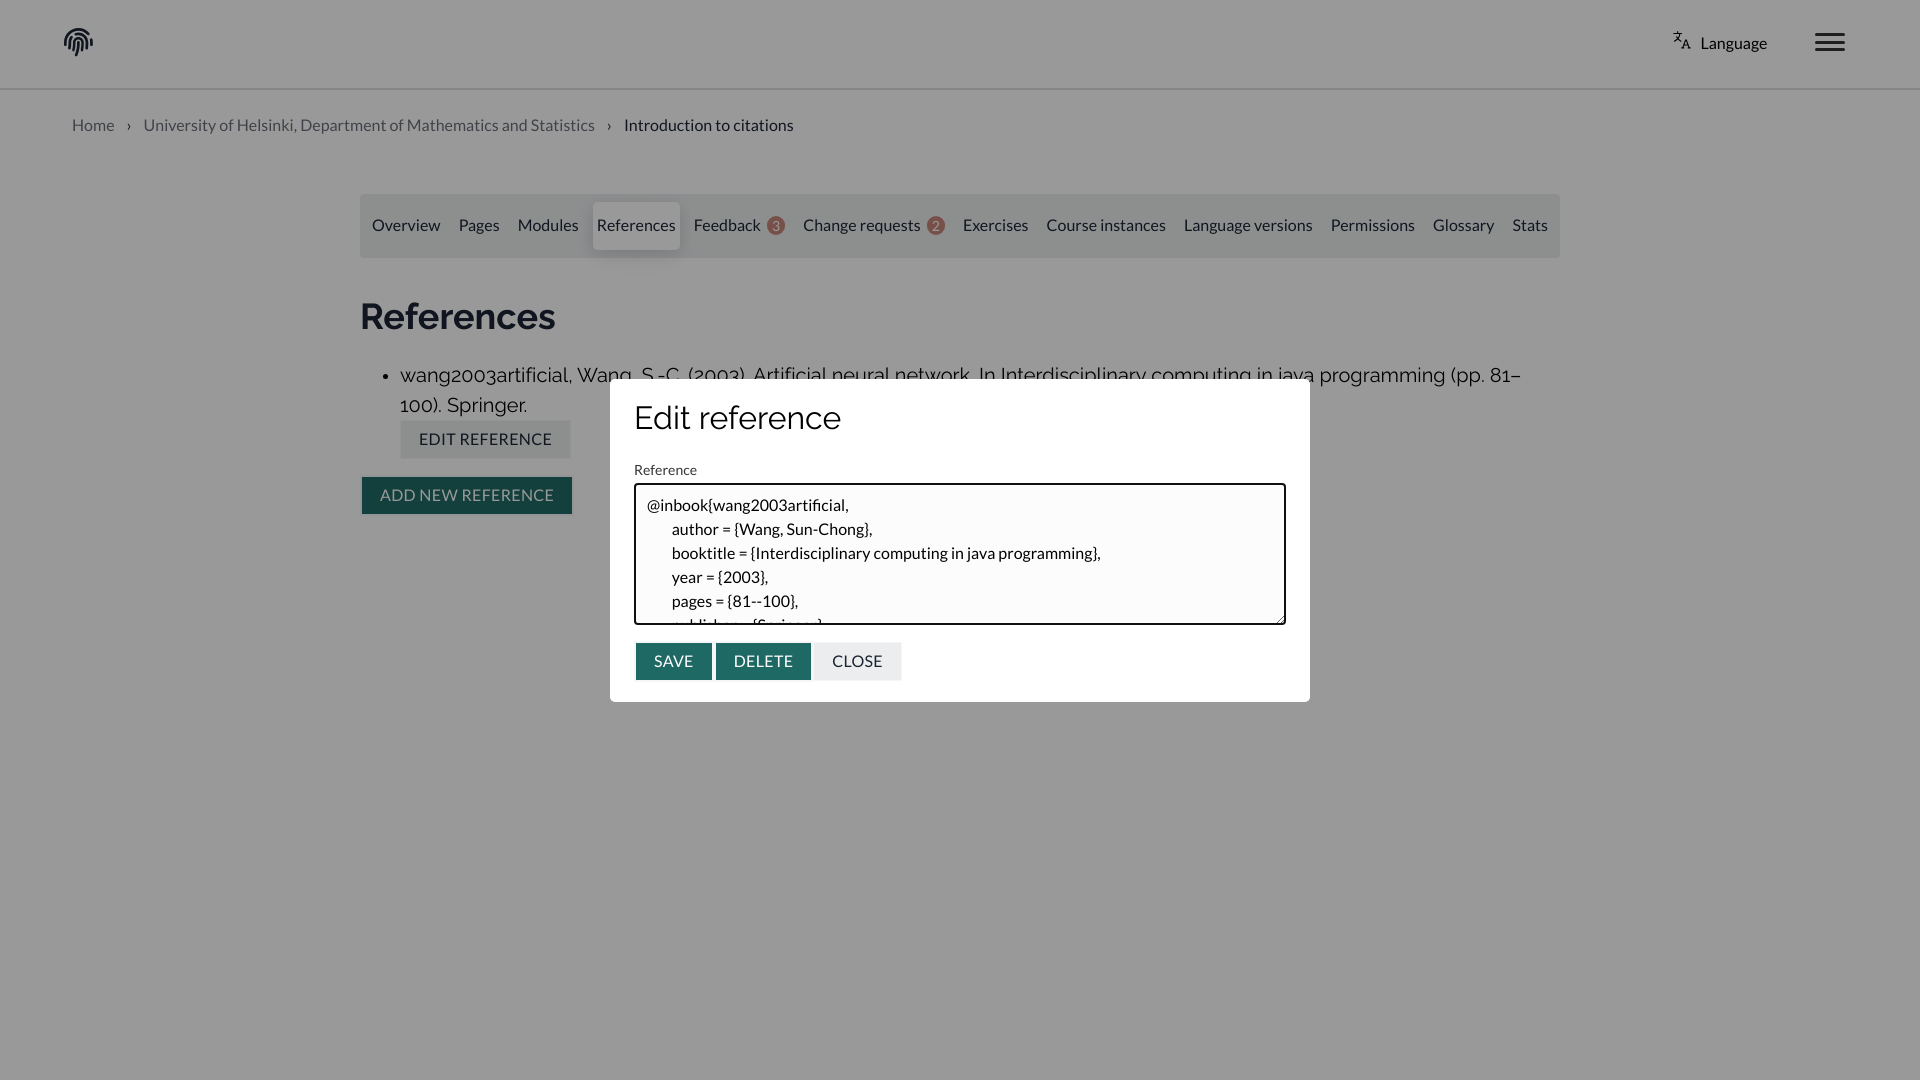 Language
Home › University of Helsinki, Department of Mathematics and Statistics › Introduction to citations
Overview Pages Modules References Feedback 3 Change requests 2 Exercises Course instances Language versions Permissions Glossary Stats
References
• wang2003artificial, Wang, S.-C. (2003). Artificial neural network. In Interdisciplinary computing in java programming (pp. 81–
100). Springer.
EDIT REFERENCE
ADD NEW REFERENCE
Edit reference
Reference
@inbook{wang2003artificial,
author = {Wang, Sun-Chong},
booktitle = {Interdisciplinary computing in java programming},
year = {2003},
pages = {81--100},
publisher = {Springer},
SAVE DELETE CLOSE